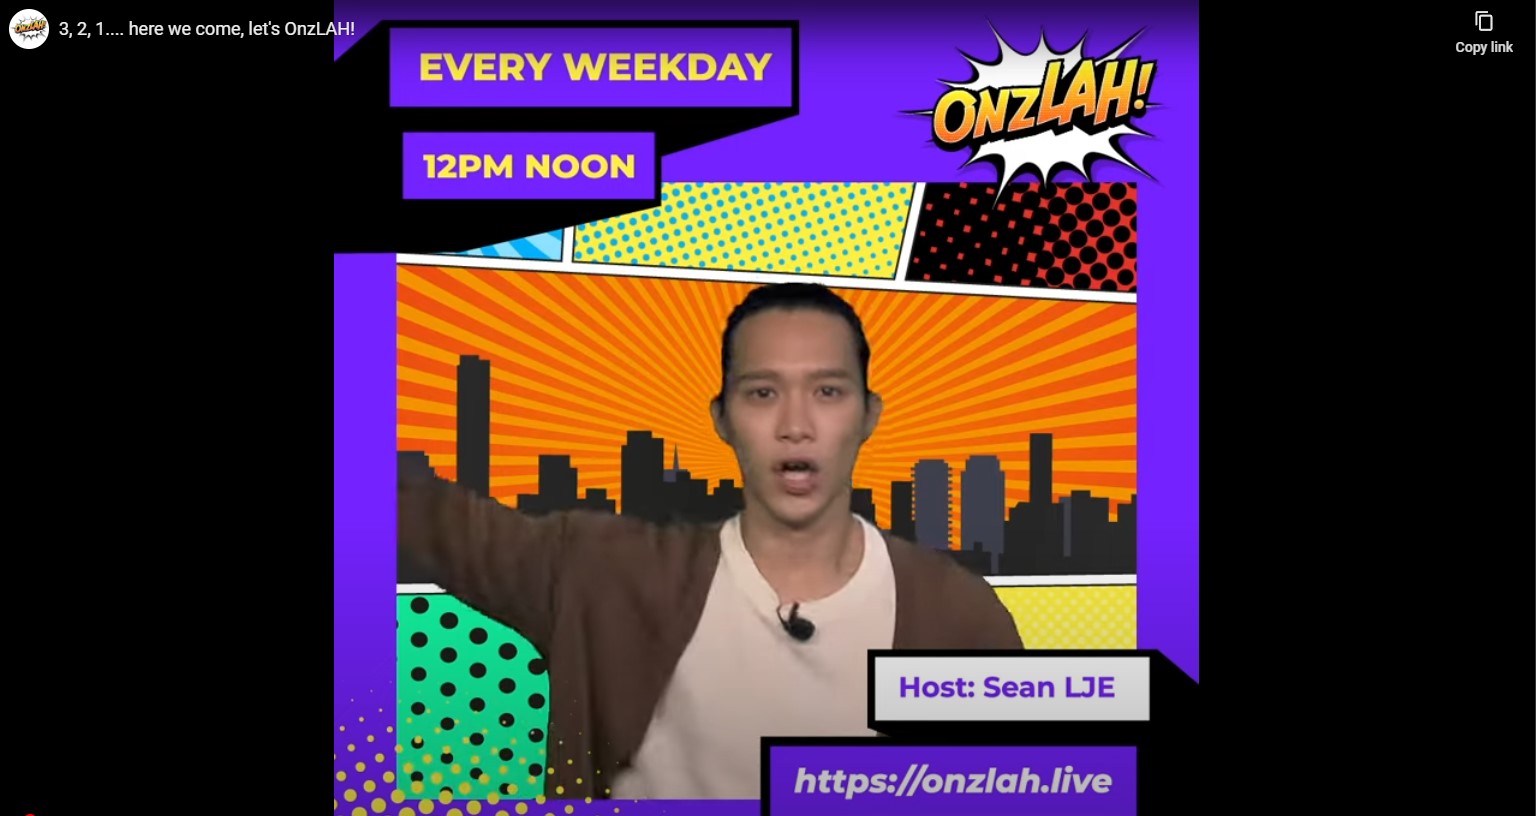 ONZLAH!
3, 2, 1.... here we come, let's OnzLAH!
Copy link
EVERY WEEKDAY
12PM NOON
ONZLAH!
Host: Sean LJE
https://onzlah.live